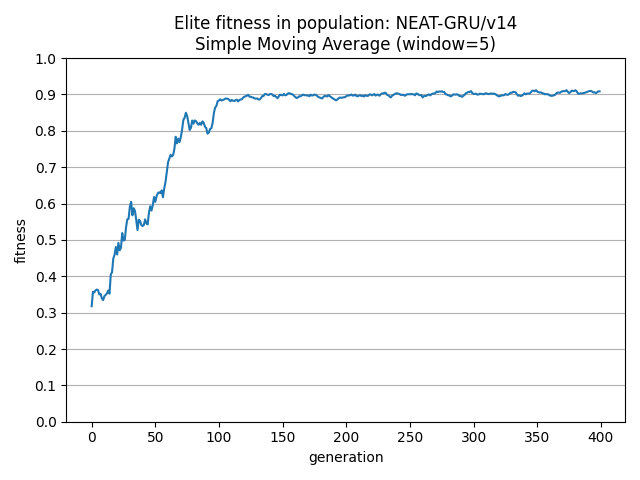 Elite fitness in population: NEAT-GRU/v14
Simple Moving Average (window=5)
fitness
1.0
0.9
0.8
0.7
0.6
0.5
0.4
0.3
0.2
0.1
0.0
0 50 100 150 200 250 300 350 400
generation